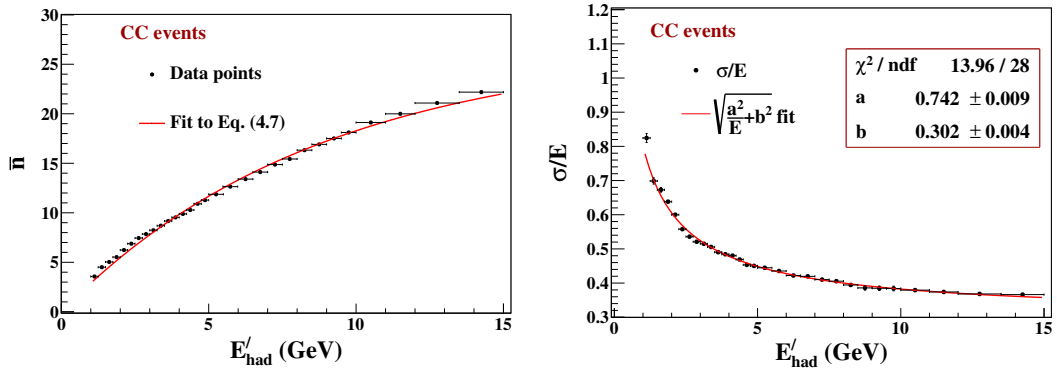 CC events
Data points
Fit to Eq. (4.7)
n̄
30
25
20
15
10
5
0
0 5 10 15
E′had (GeV)
CC events
σ/E
√(a²/E+b²) fit
χ² / ndf 13.96 / 28
a 0.742 ± 0.009
b 0.302 ± 0.004
σ/E
1.2
1.1
1
0.9
0.8
0.7
0.6
0.5
0.4
0.3
0 5 10 15
E′had (GeV)